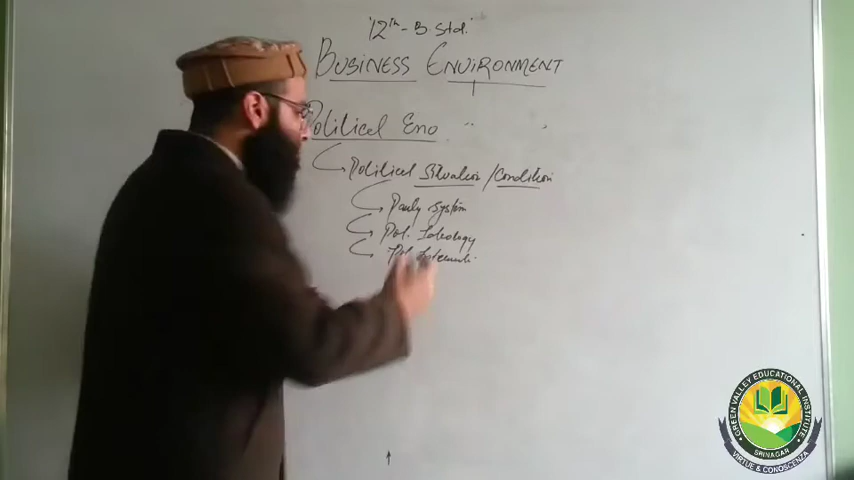 "12th - B. Std."
BUSINESS ENVIRONMENT
Political Env.
Political Situation / Condition
Party System
Pol. Ideology
Pol.
GREEN VALLEY EDUCATIONAL INSTITUTE
SRINAGAR
VIRTUE & CONOSCENZA